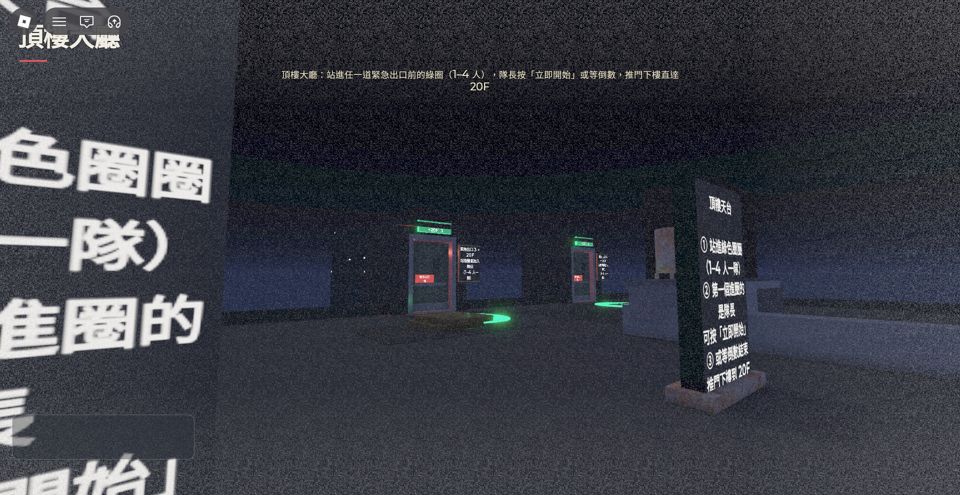 頂樓大廳
頂樓大廳：站進任一道緊急出口前的綠圈（1–4 人），隊長按「立即開始」或等倒數，推門下樓直達
20F
色圈圈
一隊）
進圈的
長
開始」
頂樓天台
① 站進綠色圈圈
（1–4 人一隊）
② 第一個進圈的
是隊長
可按「立即開始」
③ 或等倒數結束
推門下樓到 20F